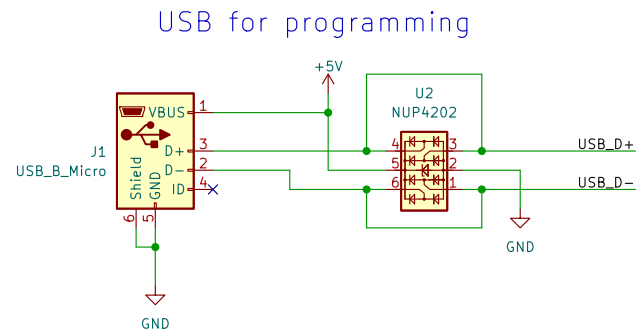 USB for programming
+5V
U2
NUP4202
VBUS 1
D+ 3
D- 2
ID 4
J1
USB_B_Micro
Shield
GND
6
5
GND
4
5
6
3
2
1
USB_D+
USB_D-
GND